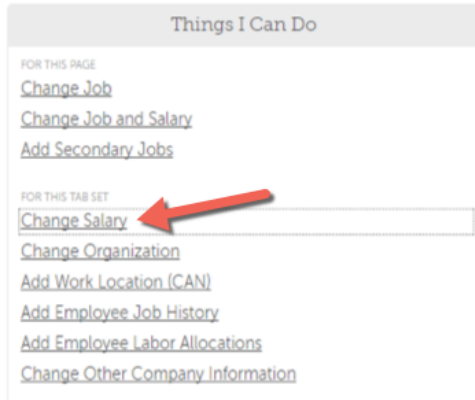 Things I Can Do
FOR THIS PAGE
Change Job
Change Job and Salary
Add Secondary Jobs
FOR THIS TAB SET
Change Salary
Change Organization
Add Work Location (CAN)
Add Employee Job History
Add Employee Labor Allocations
Change Other Company Information